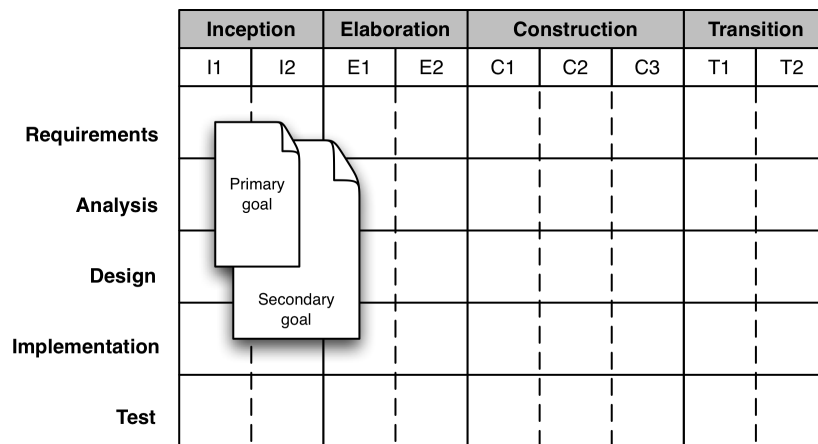 Inception Elaboration Construction Transition
I1 I2 E1 E2 C1 C2 C3 T1 T2
Requirements
Primary
goal
Analysis
Design
Secondary
goal
Implementation
Test